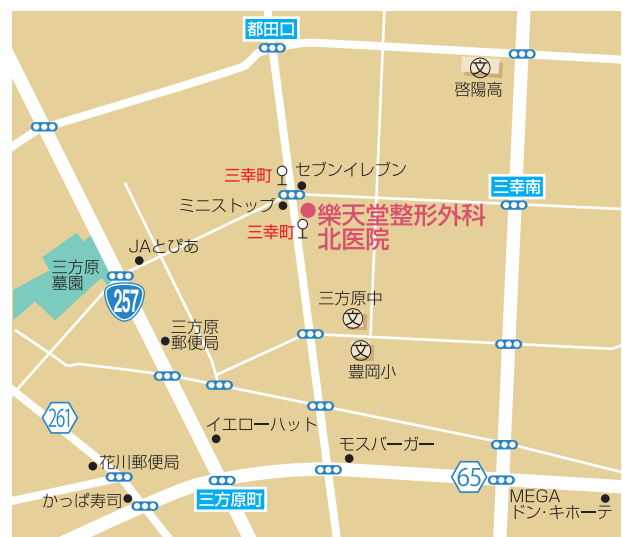 都田口
文
啓陽高
三幸町
セブンイレブン
三幸南
ミニストップ
樂天堂整形外科
北医院
三幸町
JAとぴあ
三方原
墓園
257
三方原中
文
三方原
郵便局
文
豊岡小
261
イエローハット
モスバーガー
花川郵便局
65
かっぱ寿司
三方原町
MEGA
ドン・キホーテ